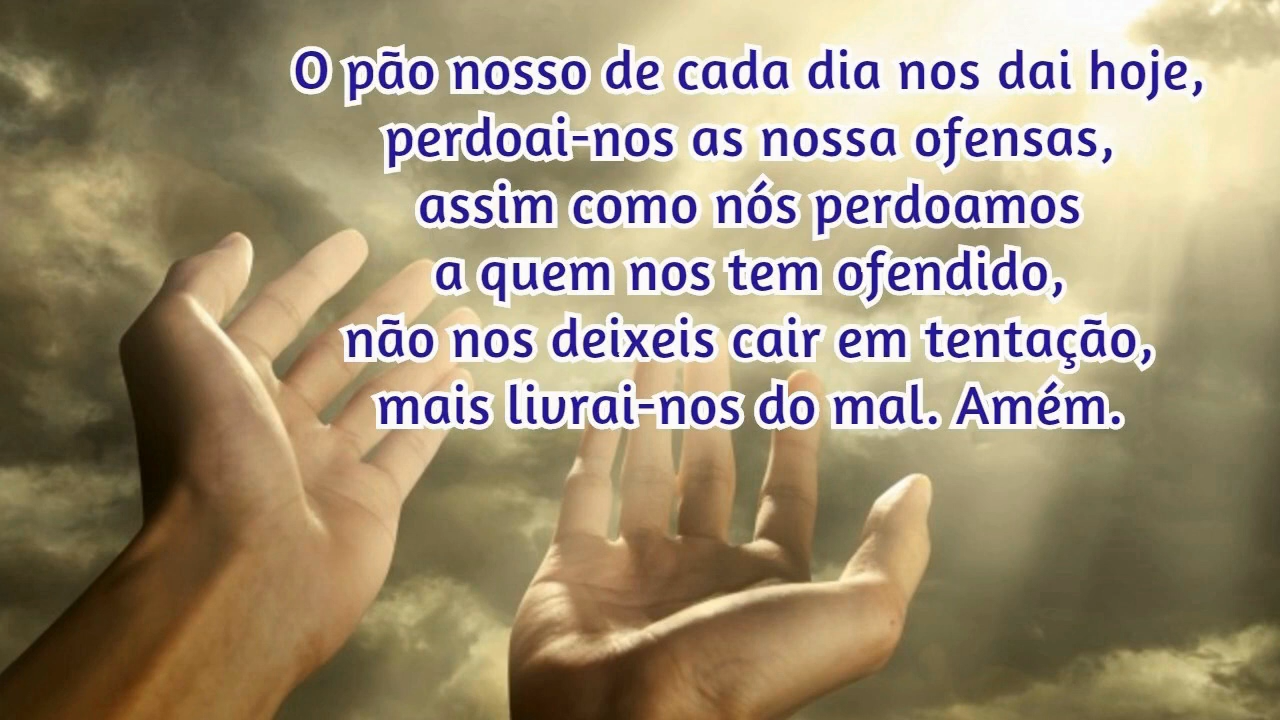 O pão nosso de cada dia nos dai hoje,
perdoai-nos as nossa ofensas,
assim como nós perdoamos
a quem nos tem ofendido,
não nos deixeis cair em tentação,
mais livrai-nos do mal. Amém.